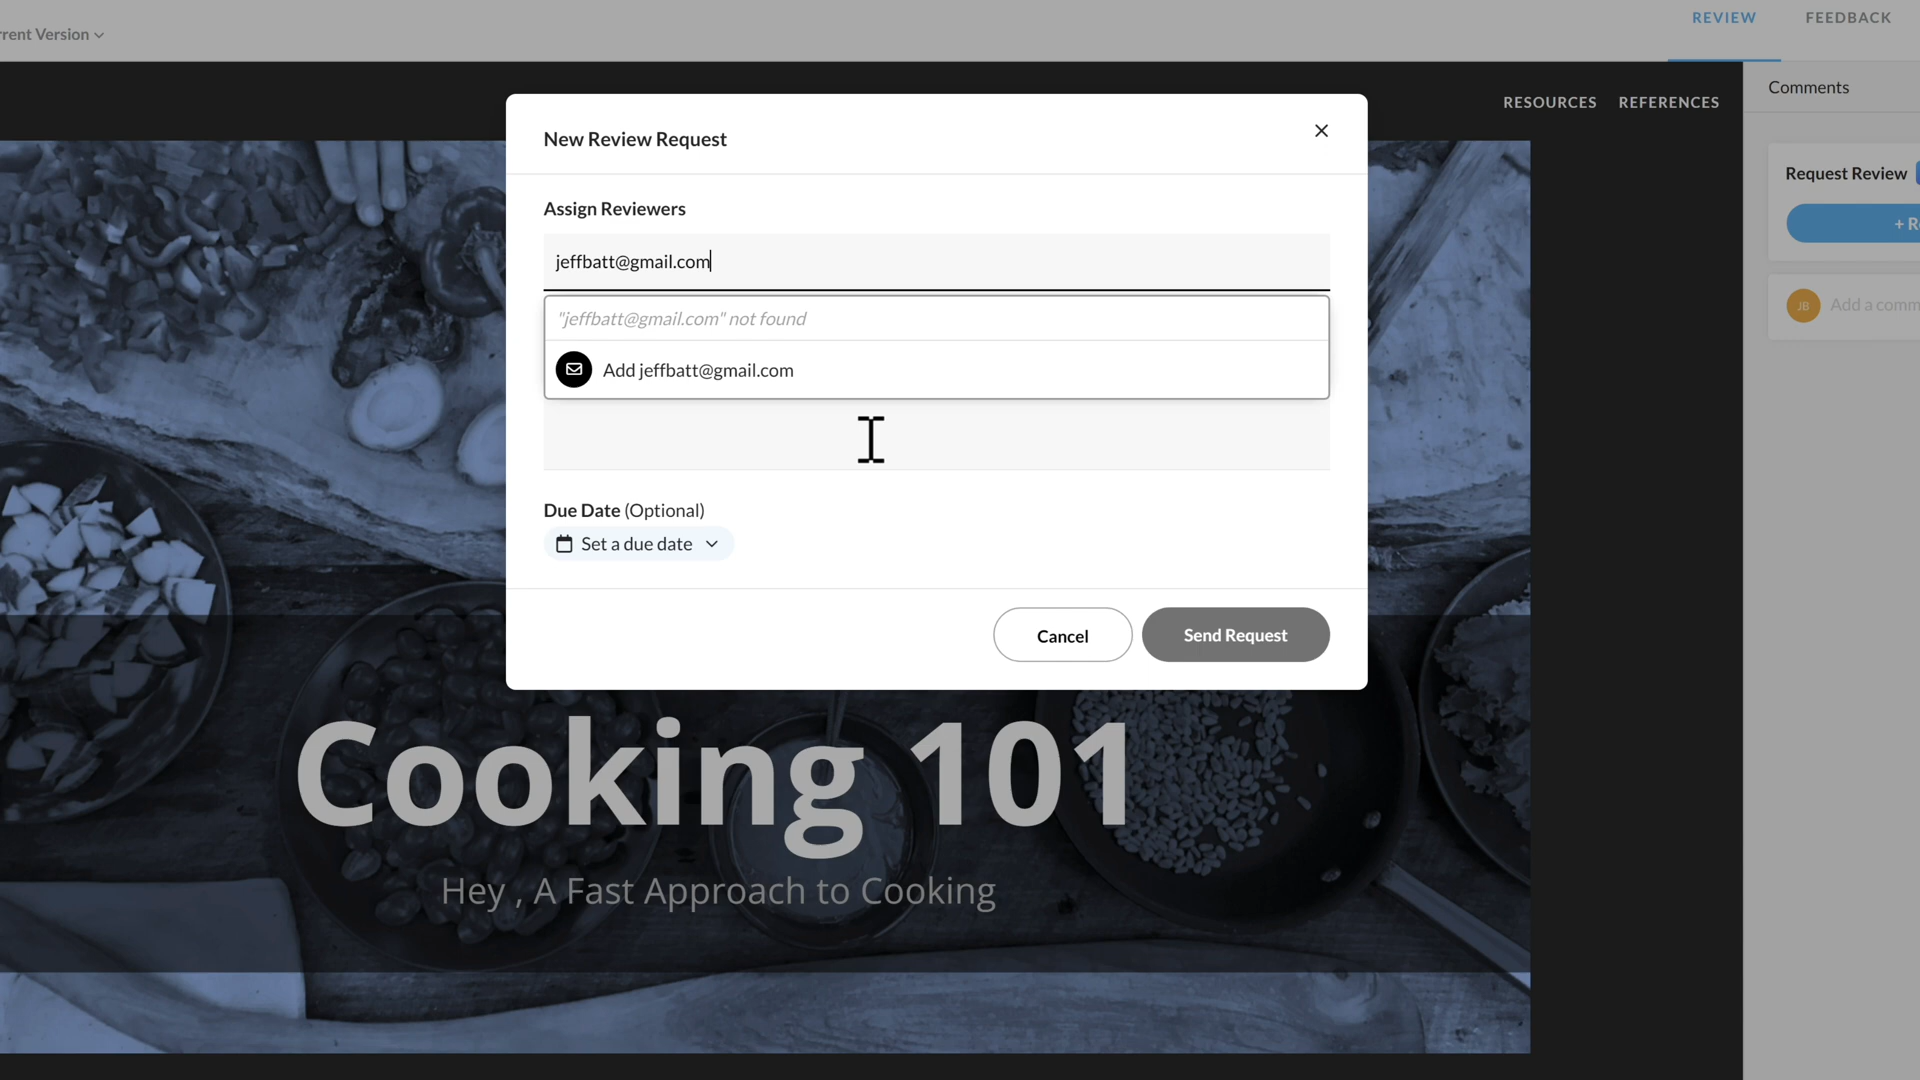 REVIEW
FEEDBACK
rrent Version
RESOURCES
REFERENCES
Comments
New Review Request
Assign Reviewers
jeffbatt@gmail.com
"jeffbatt@gmail.com" not found
Add jeffbatt@gmail.com
Due Date (Optional)
Set a due date
Cancel
Send Request
Request Review
+ R
JB
Add a comm
Cooking 101
Hey , A Fast Approach to Cooking